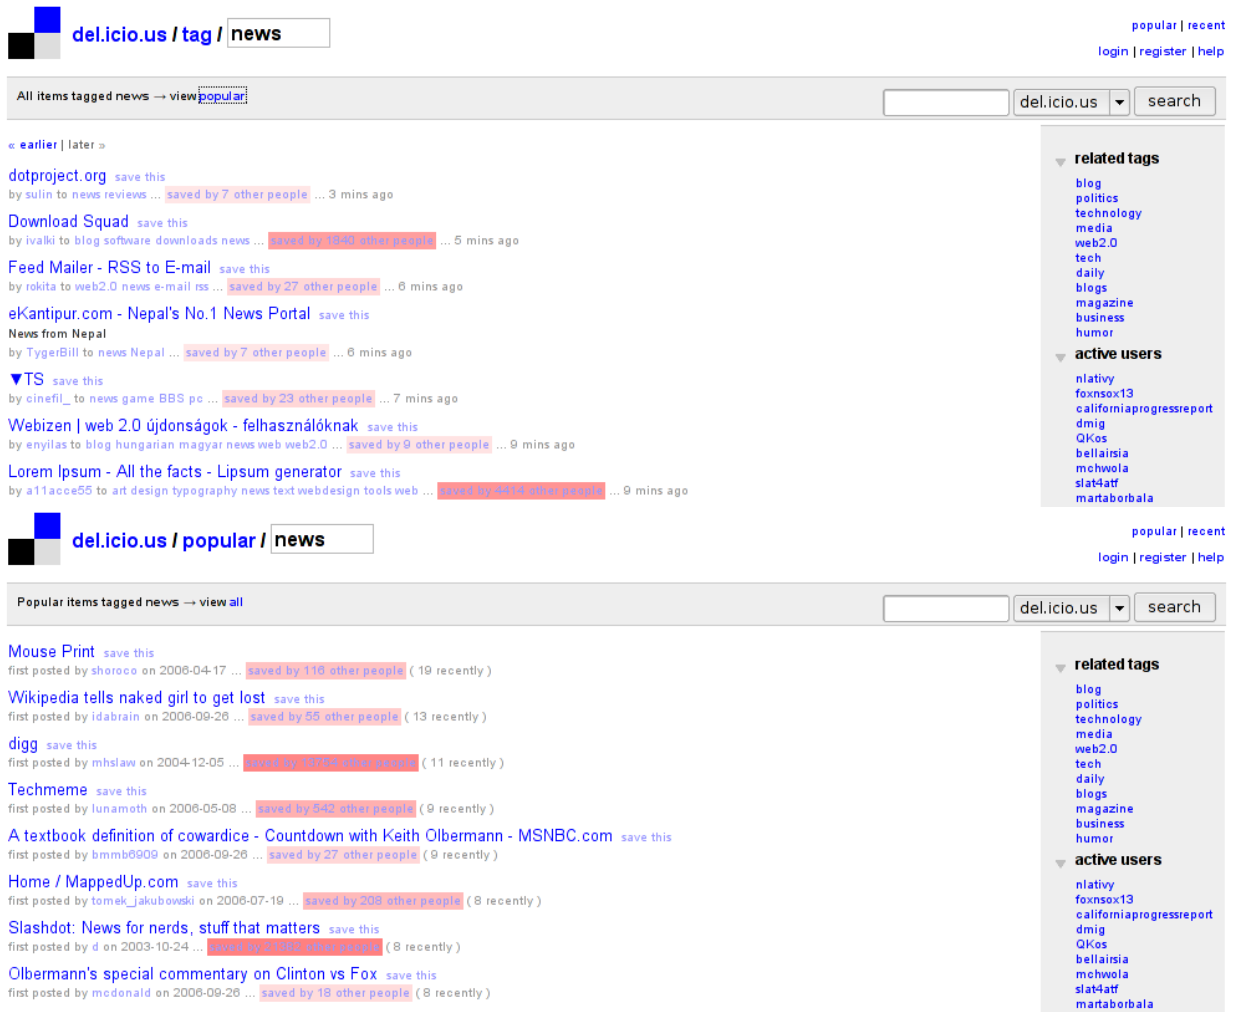 del.icio.us / tag / news
popular | recent
login | register | help
All items tagged news → view popular
del.icio.us
search
« earlier | later »
dotproject.org save this
by sulin to news reviews ... saved by 7 other people ... 3 mins ago
Download Squad save this
by ivalki to blog software downloads news ... saved by 1840 other people ... 5 mins ago
Feed Mailer - RSS to E-mail save this
by rokita to web2.0 news e-mail rss ... saved by 27 other people ... 6 mins ago
eKantipur.com - Nepal's No.1 News Portal save this
News from Nepal
by TygerBill to news Nepal ... saved by 7 other people ... 6 mins ago
▼TS save this
by cinefil_ to news game BBS pc ... saved by 23 other people ... 7 mins ago
Webizen | web 2.0 újdonságok - felhasználóknak save this
by enyilas to blog hungarian magyar news web web2.0 ... saved by 9 other people ... 9 mins ago
Lorem Ipsum - All the facts - Lipsum generator save this
by a11acce55 to art design typography news text webdesign tools web ... saved by 4414 other people ... 9 mins ago
related tags
blog
politics
technology
media
web2.0
tech
daily
blogs
magazine
business
humor
active users
nlativy
foxnsox13
californiaprogressreport
dmig
QKos
bellairsia
mchwola
slat4atf
martaborbala
del.icio.us / popular / news
popular | recent
login | register | help
Popular items tagged news → view all
del.icio.us
search
Mouse Print save this
first posted by shoroco on 2006-04-17 ... saved by 116 other people ( 19 recently )
Wikipedia tells naked girl to get lost save this
first posted by idabrain on 2006-09-26 ... saved by 55 other people ( 13 recently )
digg save this
first posted by mhslaw on 2004-12-05 ... saved by other people ( 11 recently )
Techmeme save this
first posted by lunamoth on 2006-05-08 ... saved by 542 other people ( 9 recently )
A textbook definition of cowardice - Countdown with Keith Olbermann - MSNBC.com save this
first posted by bmmb6909 on 2006-09-26 ... saved by 27 other people ( 9 recently )
Home / MappedUp.com save this
first posted by tomek_jakubowski on 2006-07-19 ... saved by 208 other people ( 8 recently )
Slashdot: News for nerds, stuff that matters save this
first posted by d on 2003-10-24 ... saved by other people ( 8 recently )
Olbermann's special commentary on Clinton vs Fox save this
first posted by mcdonald on 2006-09-26 ... saved by 18 other people ( 8 recently )
related tags
blog
politics
technology
media
web2.0
tech
daily
blogs
magazine
business
humor
active users
nlativy
foxnsox13
californiaprogressreport
dmig
QKos
bellairsia
mchwola
slat4atf
martaborbala